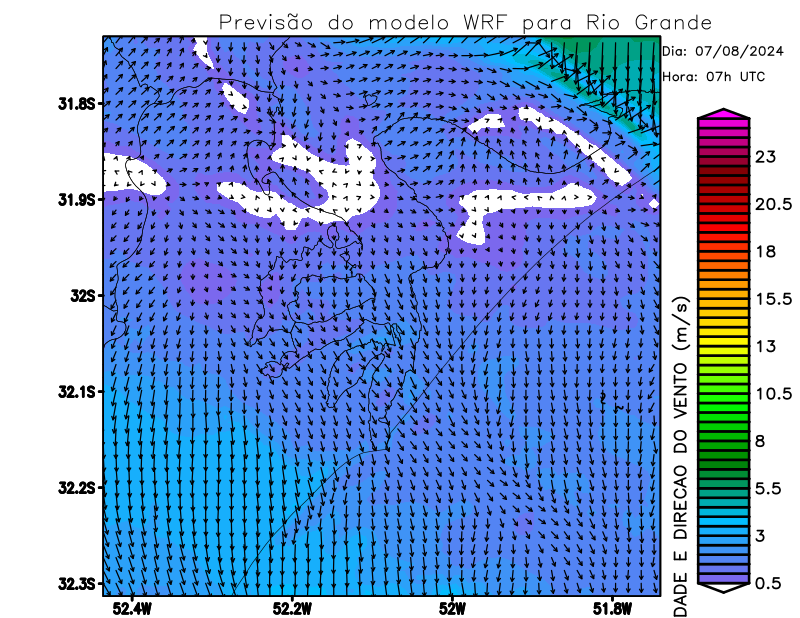 Previsão do modelo WRF para Rio Grande
Dia: 07/08/2024
Hora: 07h UTC
31.8S
31.9S
32S
32.1S
32.2S
32.3S
52.4W
52.2W
52W
51.8W
23
20.5
18
15.5
13
10.5
8
5.5
3
0.5
DADE E DIRECAO DO VENTO (m/s)